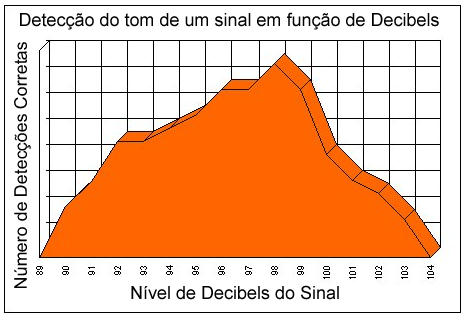 Detecção do tom de um sinal em função de Decibels
Número de Detecções Corretas
89 90 91 92 93 94 95 96 97 98 99 100 101 102 103 104
Nível de Decibels do Sinal